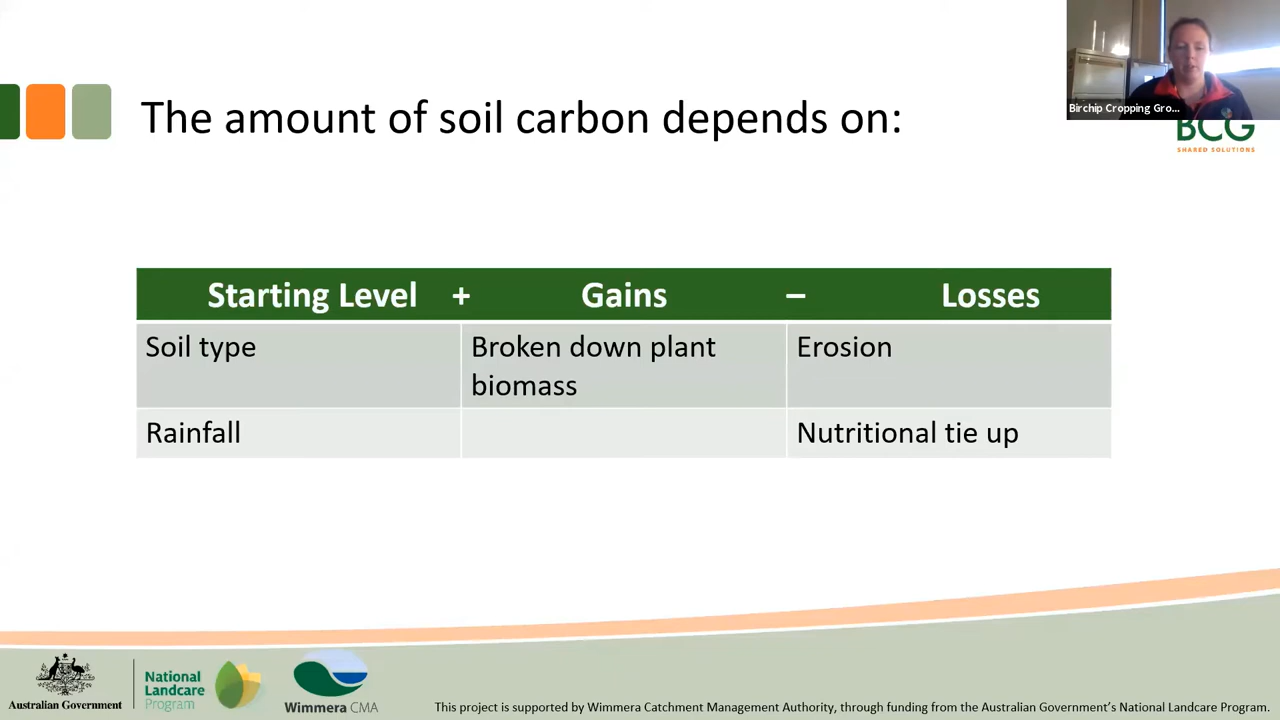 Birchip Cropping Gro...
BCG
SHARED SOLUTIONS
The amount of soil carbon depends on:
Starting Level + Gains – Losses
Soil type
Broken down plant
biomass
Erosion
Rainfall
Nutritional tie up
Australian Government
National
Landcare
Program
Wimmera CMA
This project is supported by Wimmera Catchment Management Authority, through funding from the Australian Government's National Landcare Program.